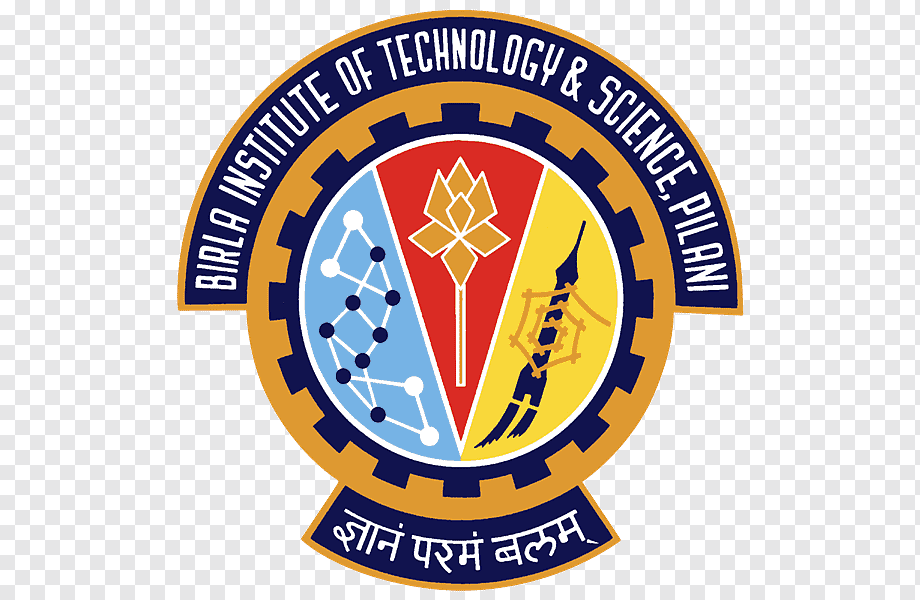 BIRLA INSTITUTE OF TECHNOLOGY & SCIENCE, PILANI
ज्ञानं परमं बलम्